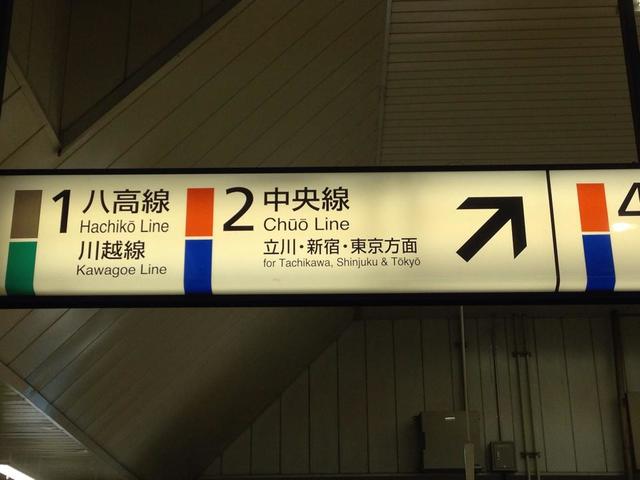 1
八高線
Hachikō Line
川越線
Kawagoe Line
2
中央線
Chūō Line
立川・新宿・東京方面
for Tachikawa, Shinjuku & Tōkyō
4